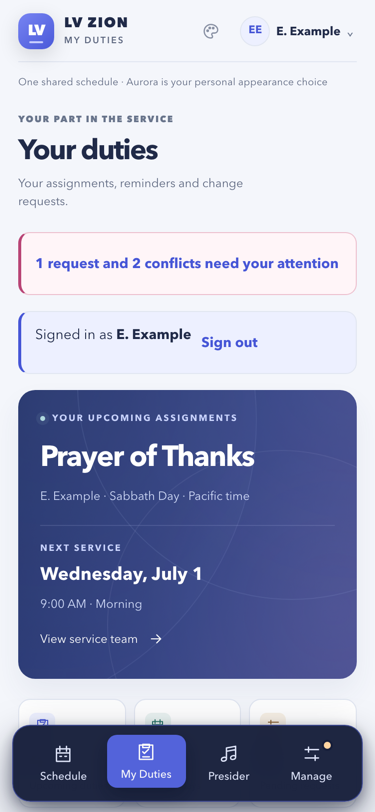 LV
LV ZION
MY DUTIES
EE
E. Example
One shared schedule · Aurora is your personal appearance choice
YOUR PART IN THE SERVICE
Your duties
Your assignments, reminders and change
requests.
1 request and 2 conflicts need your attention
Signed in as E. Example
Sign out
YOUR UPCOMING ASSIGNMENTS
Prayer of Thanks
E. Example · Sabbath Day · Pacific time
NEXT SERVICE
Wednesday, July 1
9:00 AM · Morning
View service team →
Schedule
My Duties
Presider
Manage